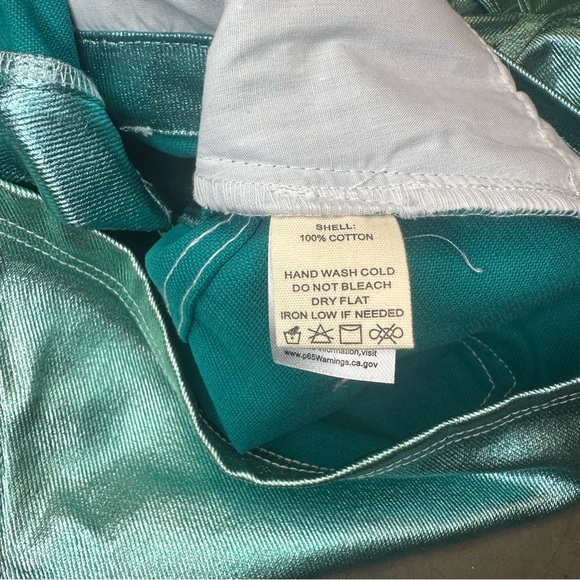 SHELL:
100% COTTON
HAND WASH COLD
DO NOT BLEACH
DRY FLAT
IRON LOW IF NEEDED
information,visit
www.p65Warnings.ca.gov